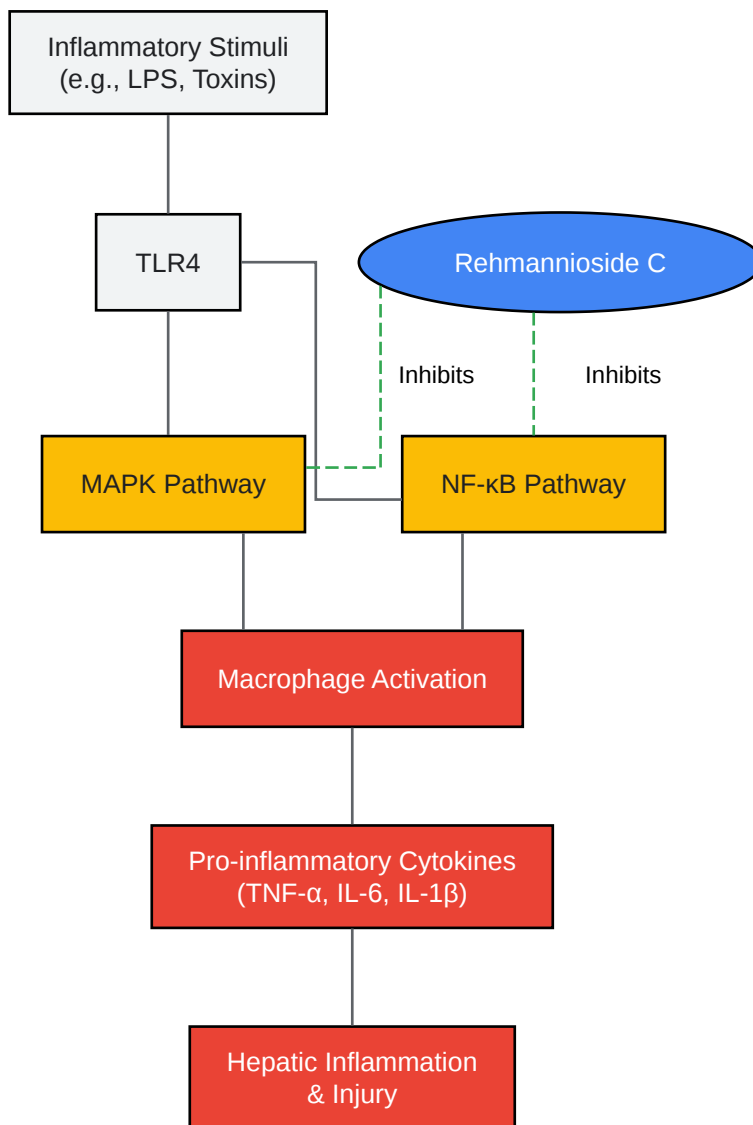 Inflammatory Stimuli
(e.g., LPS, Toxins)
TLR4
Rehmannioside C
Inhibits
Inhibits
MAPK Pathway
NF-κB Pathway
Macrophage Activation
Pro-inflammatory Cytokines
(TNF-α, IL-6, IL-1β)
Hepatic Inflammation
& Injury